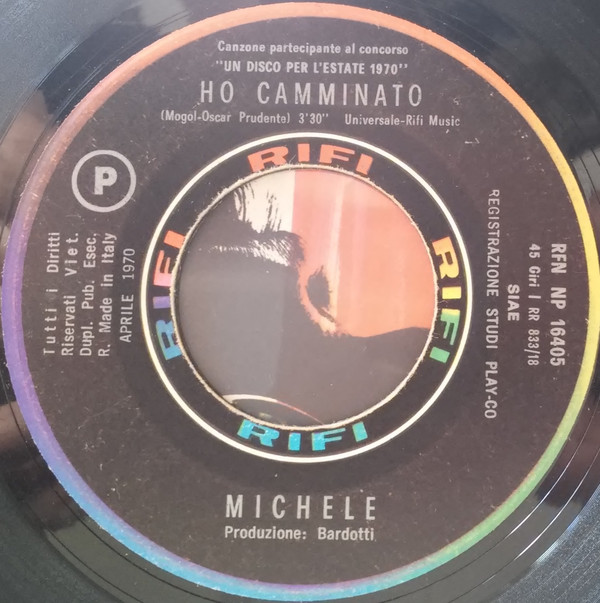 Canzone partecipante al concorso
"UN DISCO PER L'ESTATE 1970"
HO CAMMINATO
(Mogol-Oscar Prudente) 3'30" Universale-Rifi Music
P
RIFI
RIFI
RIFI
RIFI
Tutti i Diritti
Riservati Viet.
Dupl. Pub. Esec.
R. Made in Italy
APRILE 1970
RFN NP 16405
45 Giri I RR 833/18
SIAE
REGISTRAZIONE STUDI PLAY-CO
MICHELE
Produzione: Bardotti